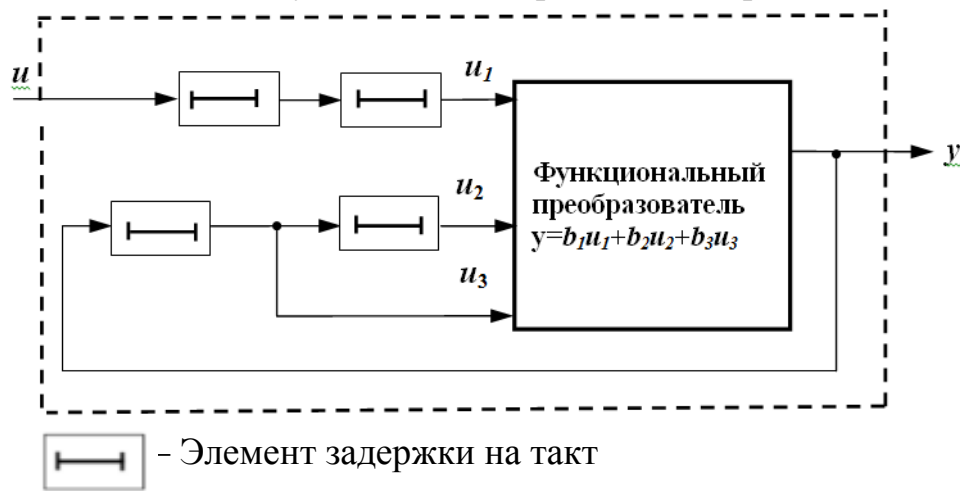 u
u1
u2
u3
Функциональный
преобразователь
y=b1u1+b2u2+b3u3
y
- Элемент задержки на такт